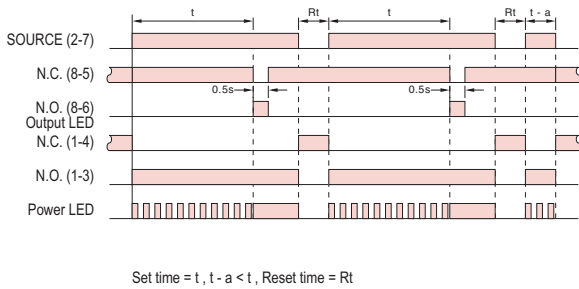 t Rt t Rt t - a
SOURCE (2-7)
N.C. (8-5)
0.5s 0.5s
N.O. (8-6)
Output LED
N.C. (1-4)
N.O. (1-3)
Power LED
Set time = t , t - a < t , Reset time = Rt